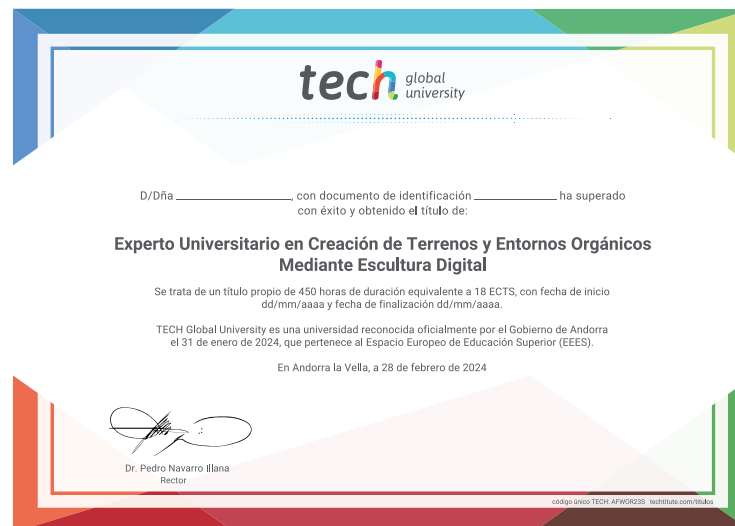 tech global
university
D/Dña ____________, con documento de identificación ____________ ha superado
con éxito y obtenido el título de:
Experto Universitario en Creación de Terrenos y Entornos Orgánicos
Mediante Escultura Digital
Se trata de un título propio de 450 horas de duración equivalente a 18 ECTS, con fecha de inicio
dd/mm/aaaa y fecha de finalización dd/mm/aaaa.
TECH Global University es una universidad reconocida oficialmente por el Gobierno de Andorra
el 31 de enero de 2024, que pertenece al Espacio Europeo de Educación Superior (EEES).
En Andorra la Vella, a 28 de febrero de 2024
Dr. Pedro Navarro Illana
Rector
código único TECH: AFWOR23S techtitute.com/titulos